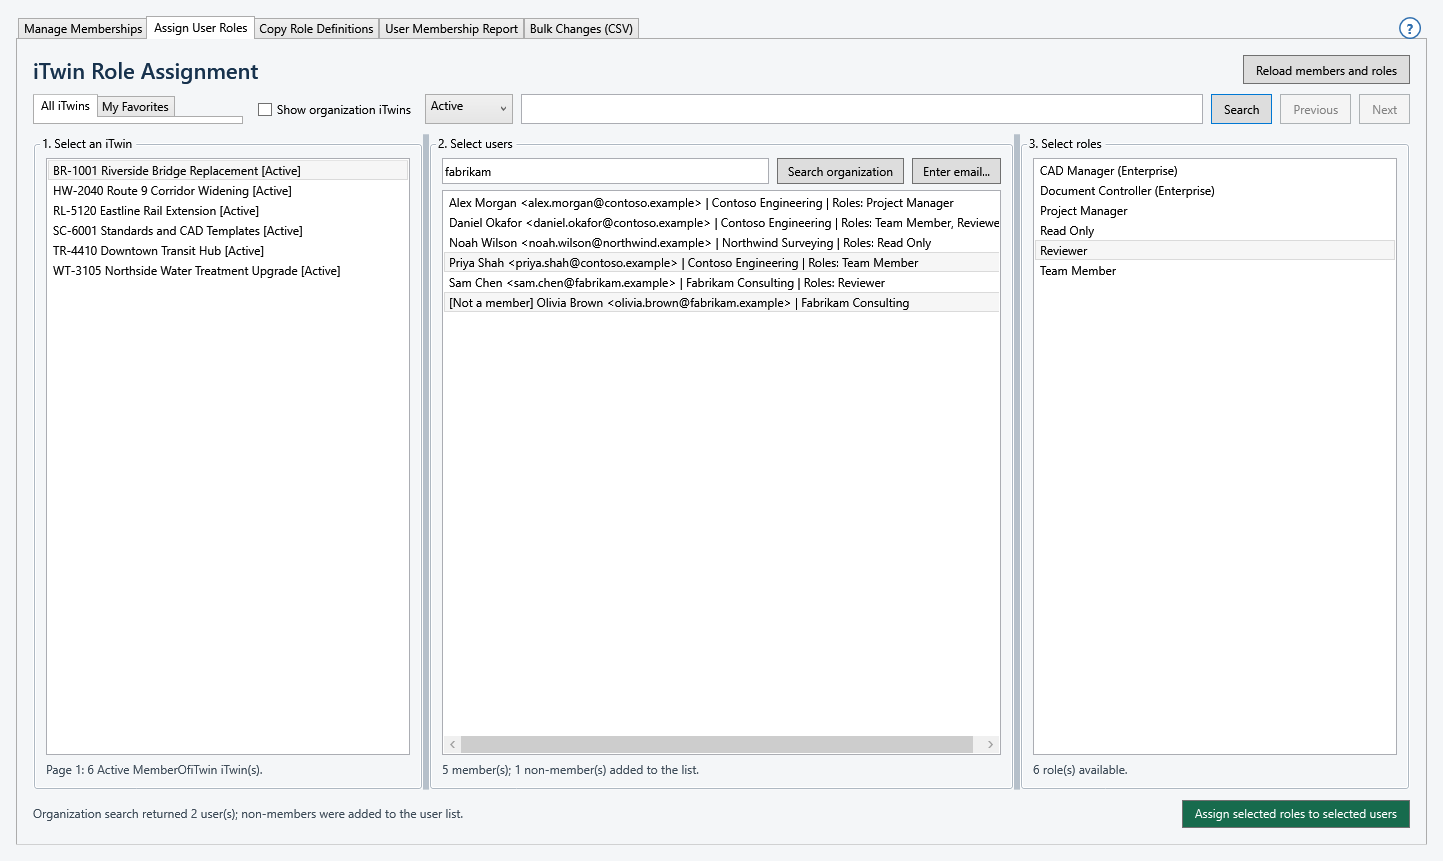 Manage Memberships
Assign User Roles
Copy Role Definitions
User Membership Report
Bulk Changes (CSV)
?
iTwin Role Assignment
Reload members and roles
All iTwins
My Favorites
Show organization iTwins
Active
Search
Previous
Next
1. Select an iTwin
BR-1001 Riverside Bridge Replacement [Active]
HW-2040 Route 9 Corridor Widening [Active]
RL-5120 Eastline Rail Extension [Active]
SC-6001 Standards and CAD Templates [Active]
TR-4410 Downtown Transit Hub [Active]
WT-3105 Northside Water Treatment Upgrade [Active]
Page 1: 6 Active MemberOfiTwin iTwin(s).
2. Select users
fabrikam
Search organization
Enter email...
Alex Morgan <alex.morgan@contoso.example> | Contoso Engineering | Roles: Project Manager
Daniel Okafor <daniel.okafor@contoso.example> | Contoso Engineering | Roles: Team Member, Reviewe
Noah Wilson <noah.wilson@northwind.example> | Northwind Surveying | Roles: Read Only
Priya Shah <priya.shah@contoso.example> | Contoso Engineering | Roles: Team Member
Sam Chen <sam.chen@fabrikam.example> | Fabrikam Consulting | Roles: Reviewer
[Not a member] Olivia Brown <olivia.brown@fabrikam.example> | Fabrikam Consulting
5 member(s); 1 non-member(s) added to the list.
3. Select roles
CAD Manager (Enterprise)
Document Controller (Enterprise)
Project Manager
Read Only
Reviewer
Team Member
6 role(s) available.
Organization search returned 2 user(s); non-members were added to the user list.
Assign selected roles to selected users